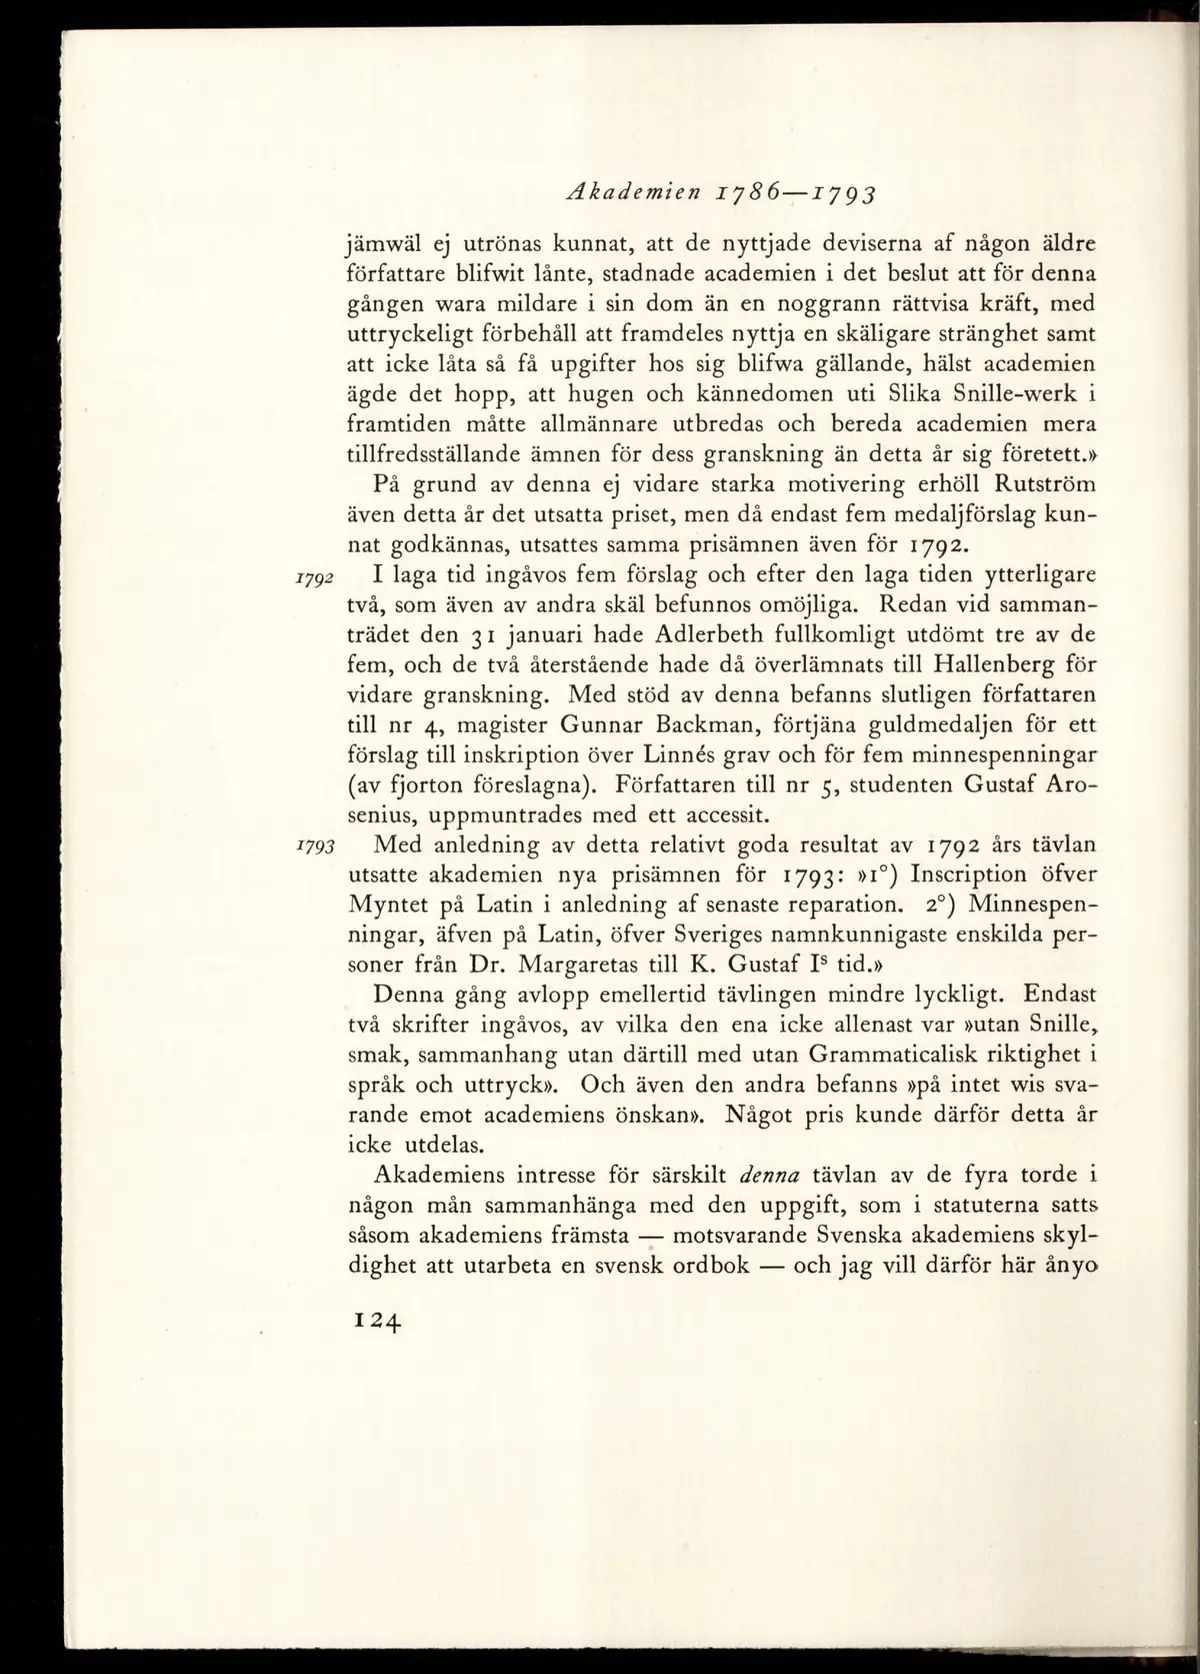 Akademien 1786—1793
jämwäl ej utrönas kunnat, att de nyttjade deviserna af någon äldre
författare blifwit lånte, stadnade academien i det beslut att för denna
gången wara mildare i sin dom än en noggrann rättvisa kräft, med
uttryckeligt förbehåll att framdeles nyttja en skäligare stränghet samt
att icke låta så få upgifter hos sig blifwa gällande, hälst academien
ägde det hopp, att hugen och kännedomen uti Slika Snille-werk i
framtiden måtte allmännare utbredas och bereda academien mera
tillfredsställande ämnen för dess granskning än detta år sig företett.»
På grund av denna ej vidare starka motivering erhöll Rutström
även detta år det utsatta priset, men då endast fem medaljförslag kun-
nat godkännas, utsattes samma prisämnen även för 1792.
1792 I laga tid ingåvos fem förslag och efter den laga tiden ytterligare
två, som även av andra skäl befunnos omöjliga. Redan vid samman-
trädet den 31 januari hade Adlerbeth fullkomligt utdömt tre av de
fem, och de två återstående hade då överlämnats till Hallenberg för
vidare granskning. Med stöd av denna befanns slutligen författaren
till nr 4, magister Gunnar Backman, förtjäna guldmedaljen för ett
förslag till inskription över Linnés grav och för fem minnespenningar
(av fjorton föreslagna). Författaren till nr 5, studenten Gustaf Aro-
senius, uppmuntrades med ett accessit.
1793 Med anledning av detta relativt goda resultat av 1792 års tävlan
utsatte akademien nya prisämnen för 1793: »1°) Inscription öfver
Myntet på Latin i anledning af senaste reparation. 2°) Minnespen-
ningar, äfven på Latin, öfver Sveriges namnkunnigaste enskilda per-
soner från Dr. Margaretas till K. Gustaf Iˢ tid.»
Denna gång avlopp emellertid tävlingen mindre lyckligt. Endast
två skrifter ingåvos, av vilka den ena icke allenast var »utan Snille,
smak, sammanhang utan därtill med utan Grammaticalisk riktighet i
språk och uttryck». Och även den andra befanns »på intet wis sva-
rande emot academiens önskan». Något pris kunde därför detta år
icke utdelas.
Akademiens intresse för särskilt denna tävlan av de fyra torde i
någon mån sammanhänga med den uppgift, som i statuterna satts
såsom akademiens främsta — motsvarande Svenska akademiens skyl-
dighet att utarbeta en svensk ordbok — och jag vill därför här ånyo
124